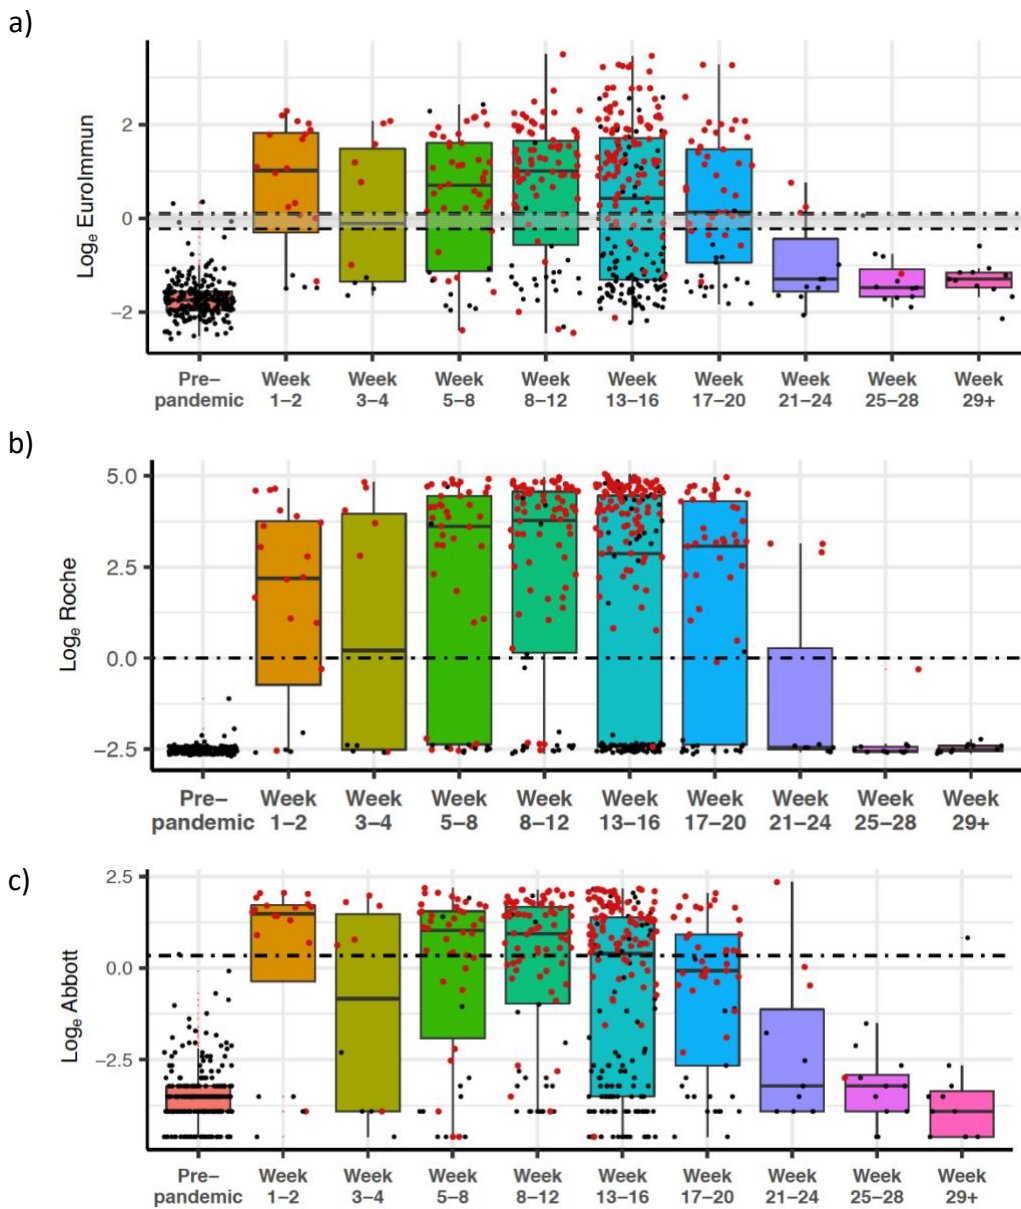 a)
Logₑ EuroImmun
2
0
−2
Pre− Week Week Week Week Week Week Week Week Week
pandemic 1−2 3−4 5−8 8−12 13−16 17−20 21−24 25−28 29+
b)
Logₑ Roche
5.0
2.5
0.0
−2.5
Pre− Week Week Week Week Week Week Week Week Week
pandemic 1−2 3−4 5−8 8−12 13−16 17−20 21−24 25−28 29+
c)
Logₑ Abbott
2.5
0.0
−2.5
Pre− Week Week Week Week Week Week Week Week Week
pandemic 1−2 3−4 5−8 8−12 13−16 17−20 21−24 25−28 29+